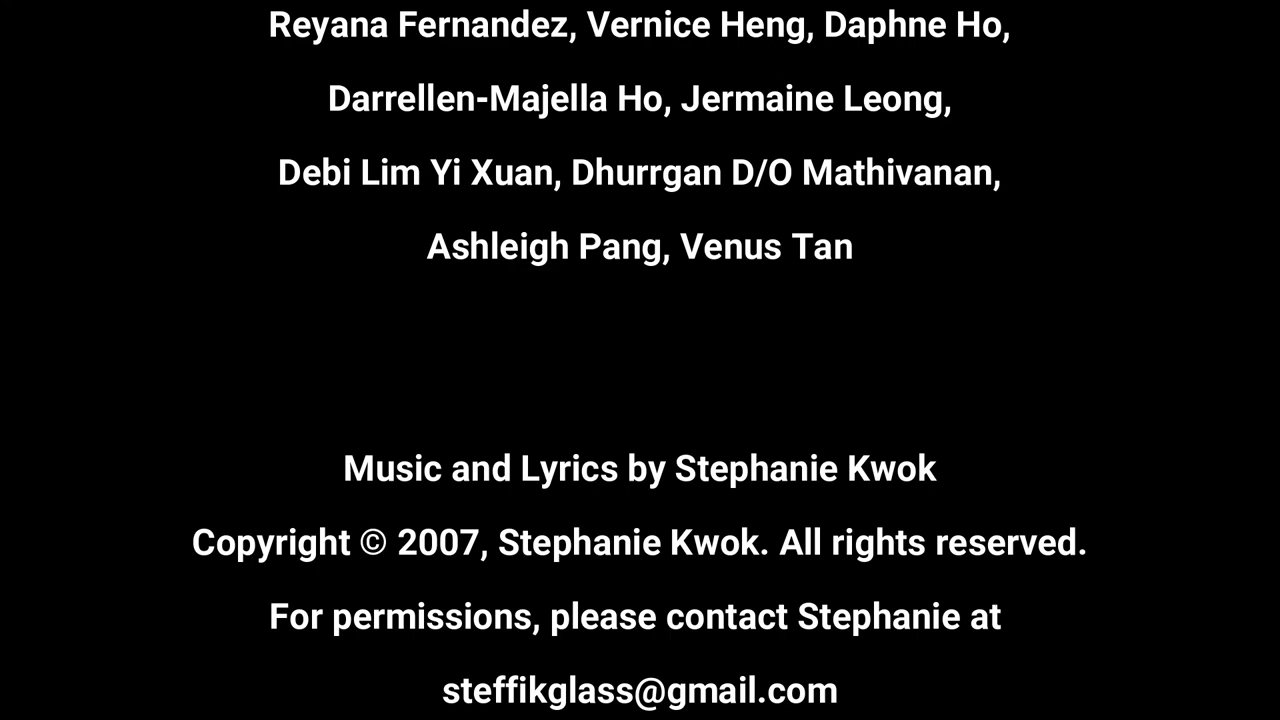 Reyana Fernandez, Vernice Heng, Daphne Ho,
Darrellen-Majella Ho, Jermaine Leong,
Debi Lim Yi Xuan, Dhurrgan D/O Mathivanan,
Ashleigh Pang, Venus Tan
Music and Lyrics by Stephanie Kwok
Copyright © 2007, Stephanie Kwok. All rights reserved.
For permissions, please contact Stephanie at
steffikglass@gmail.com